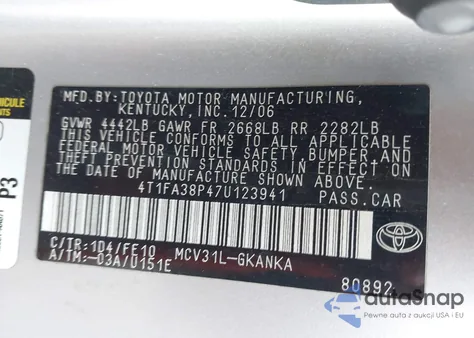 VEHICLE
P3
MFD.BY:TOYOTA MOTOR MANUFACTURING,
KENTUCKY, INC. 12/06
GVWR 4442LB GAWR FR 2668LB RR 2282LB
THIS VEHICLE CONFORMS TO ALL APPLICABLE
FEDERAL MOTOR VEHICLE SAFETY, BUMPER, AND
THEFT PREVENTION STANDARDS IN EFFECT ON
THE DATE OF MANUFACTURE SHOWN ABOVE.
4T1FA38P47U123941 PASS.CAR
C/TR:1D4/FE10 MCV31L-GKANKA
A/TM:-03A/U151E
TOYOTA
80892
autoSnap
Pewne auta z aukcji z USA i EU